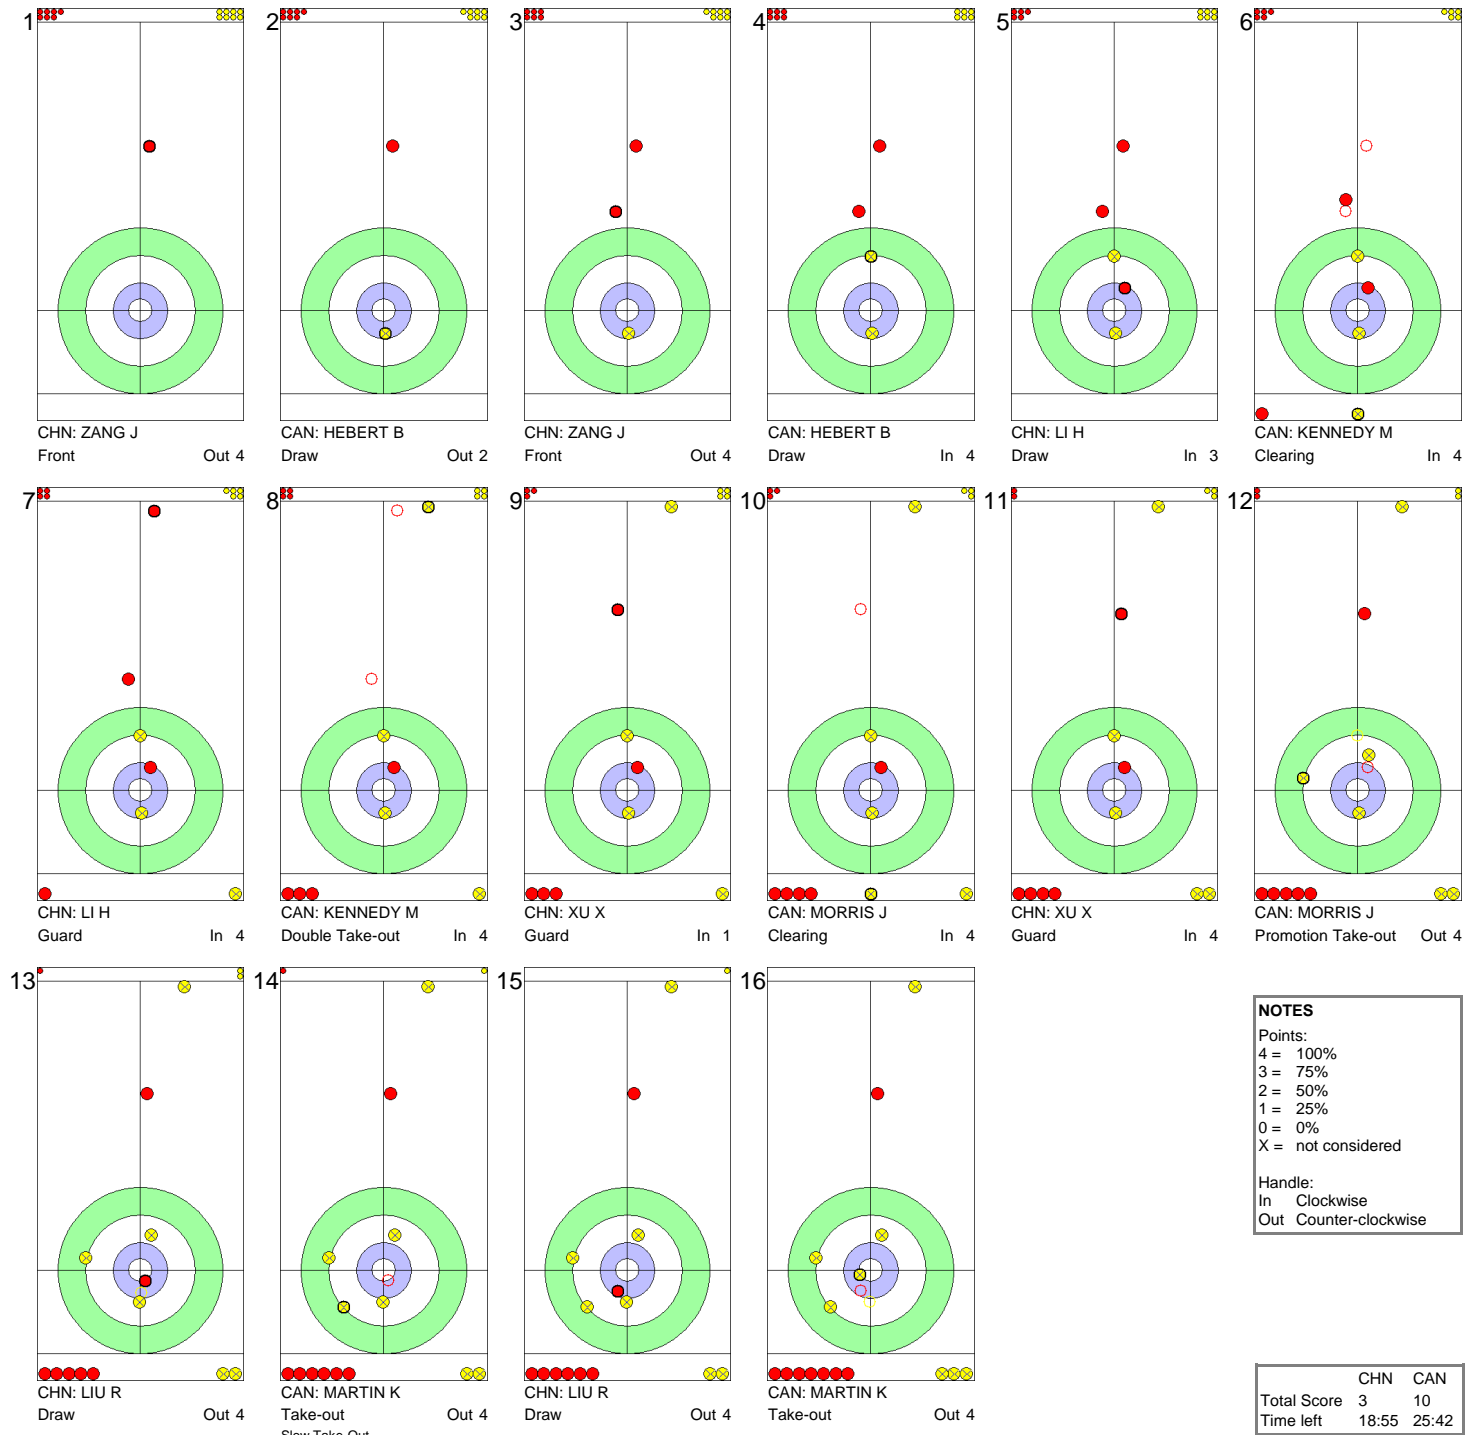 1
2
3
4
5
6
CHN: ZANG J
Front Out 4
CAN: HEBERT B
Draw Out 2
CHN: ZANG J
Front Out 4
CAN: HEBERT B
Draw In 4
CHN: LI H
Draw In 3
CAN: KENNEDY M
Clearing In 4
7
8
9
10
11
12
CHN: LI H
Guard In 4
CAN: KENNEDY M
Double Take-out In 4
CHN: XU X
Guard In 1
CAN: MORRIS J
Clearing In 4
CHN: XU X
Guard In 4
CAN: MORRIS J
Promotion Take-out Out 4
13
14
15
16
CHN: LIU R
Draw Out 4
CAN: MARTIN K
Take-out Out 4
Slow Take-Out
CHN: LIU R
Draw Out 4
CAN: MARTIN K
Take-out Out 4
NOTES
Points:
4 = 100%
3 = 75%
2 = 50%
1 = 25%
0 = 0%
X = not considered
Handle:
In Clockwise
Out Counter-clockwise
CHN CAN
Total Score 3 10
Time left 18:55 25:42